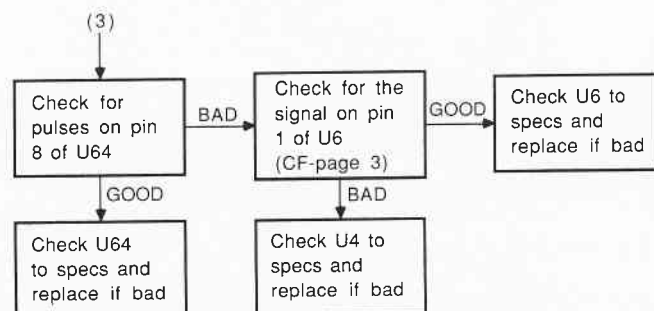 (3)
Check for
pulses on pin
8 of U64
BAD
Check for the
signal on pin
1 of U6
(CF-page 3)
GOOD
Check U6 to
specs and
replace if bad
GOOD
Check U64
to specs and
replace if bad
BAD
Check U4 to
specs and
replace if bad